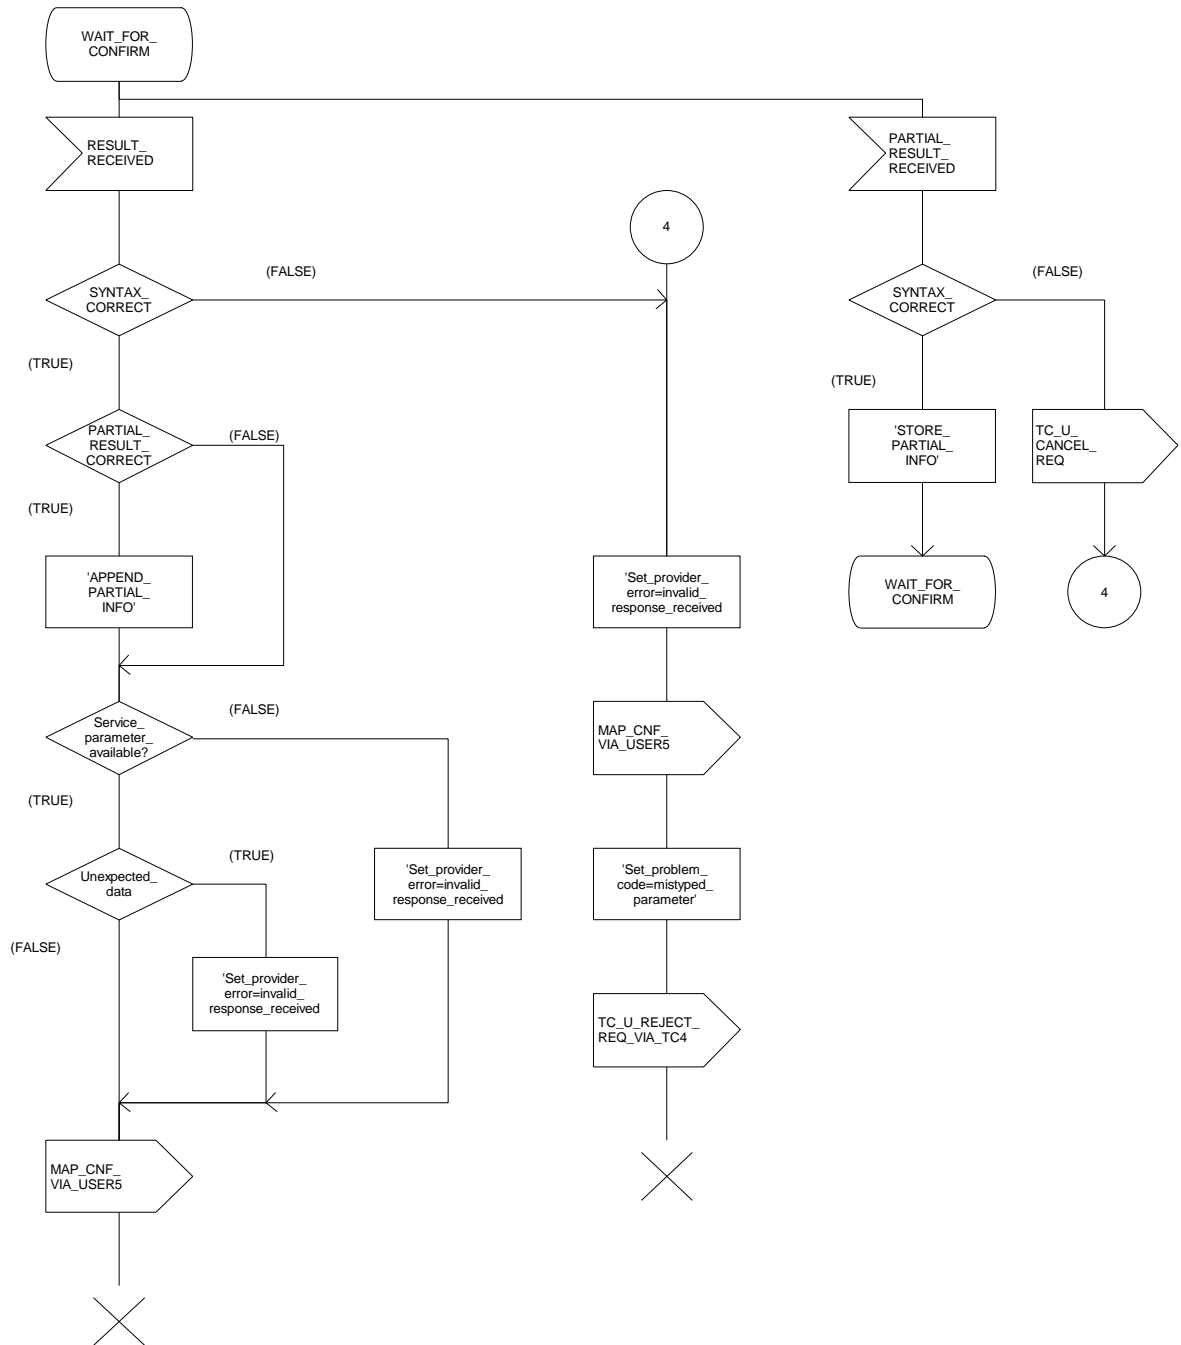 WAIT_FOR_
CONFIRM
RESULT_
RECEIVED
PARTIAL_
RESULT_
RECEIVED
4
(FALSE)
(FALSE)
SYNTAX_
CORRECT
SYNTAX_
CORRECT
(TRUE)
(TRUE)
PARTIAL_
RESULT_
CORRECT
(FALSE)
'STORE_
PARTIAL_
INFO'
TC_U_
CANCEL_
REQ
(TRUE)
'APPEND_
PARTIAL_
INFO'
'Set_provider_
error=invalid_
response_received
WAIT_FOR_
CONFIRM
4
(FALSE)
Service_
parameter_
available?
MAP_CNF_
VIA_USER5
(TRUE)
(TRUE)
Unexpected_
data
'Set_provider_
error=invalid_
response_received
'Set_problem_
code=mistyped_
parameter'
(FALSE)
'Set_provider_
error=invalid_
response_received
TC_U_REJECT_
REQ_VIA_TC4
MAP_CNF_
VIA_USER5